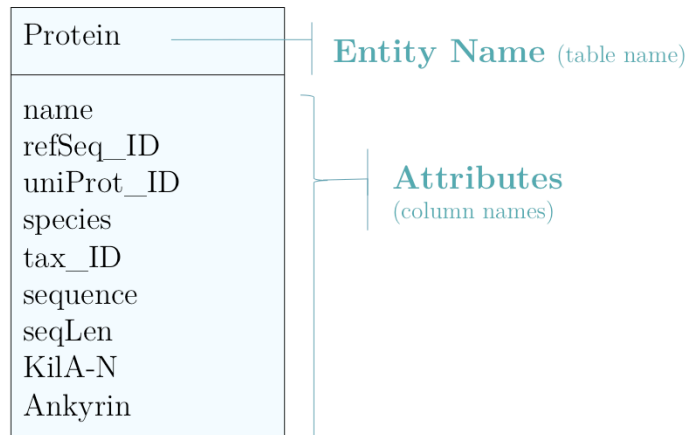 Protein
Entity Name (table name)
name
refSeq_ID
uniProt_ID
species
tax_ID
sequence
seqLen
KilA-N
Ankyrin
Attributes
(column names)